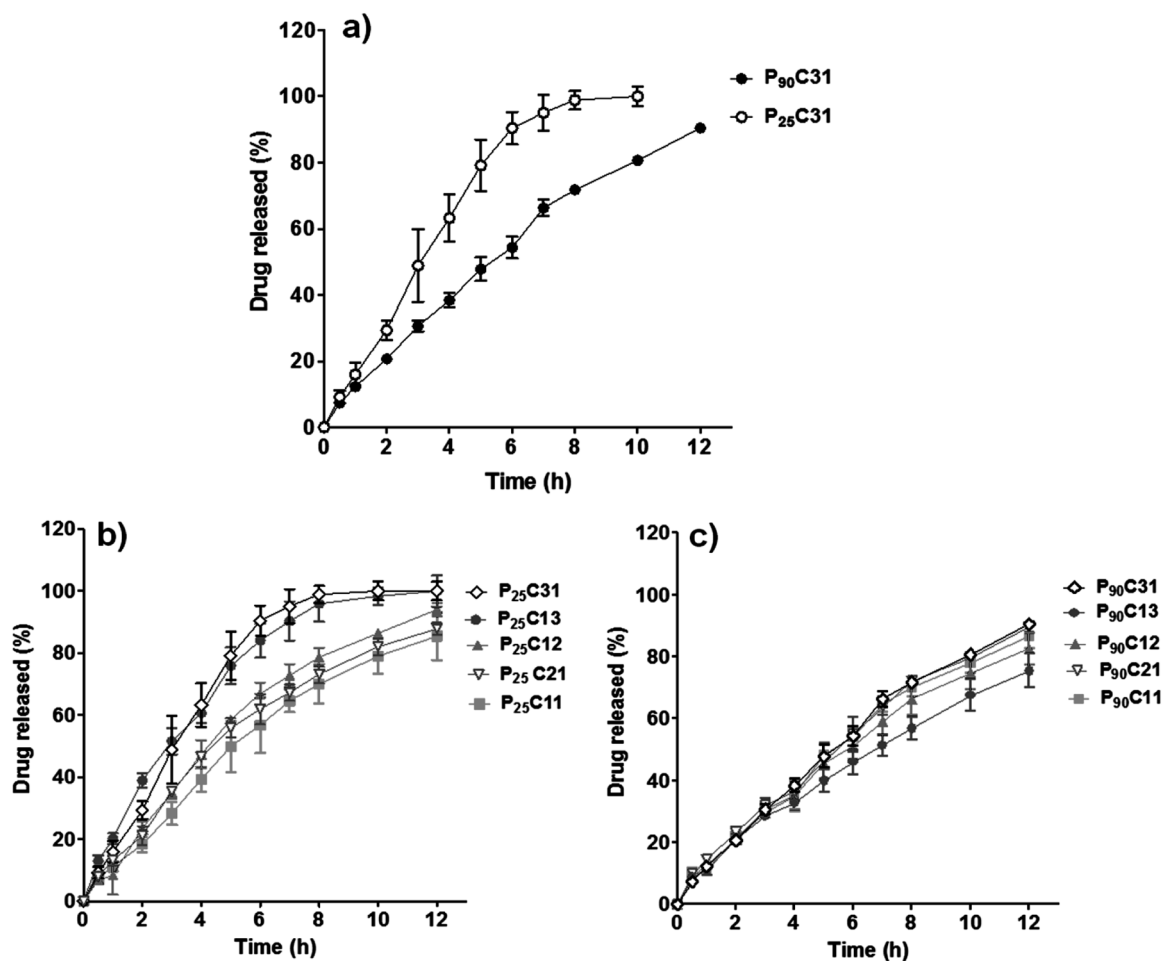 a)
120
100
80
60
40
20
0
Drug released (%)
0 2 4 6 8 10 12
Time (h)
P₉₀C31
P₂₅C31
b)
120
100
80
60
40
20
0
Drug released (%)
0 2 4 6 8 10 12
Time (h)
P₂₅C31
P₂₅C13
P₂₅C12
P₂₅ C21
P₂₅C11
c)
120
100
80
60
40
20
0
Drug released (%)
0 2 4 6 8 10 12
Time (h)
P₉₀C31
P₉₀C13
P₉₀C12
P₉₀C21
P₉₀C11